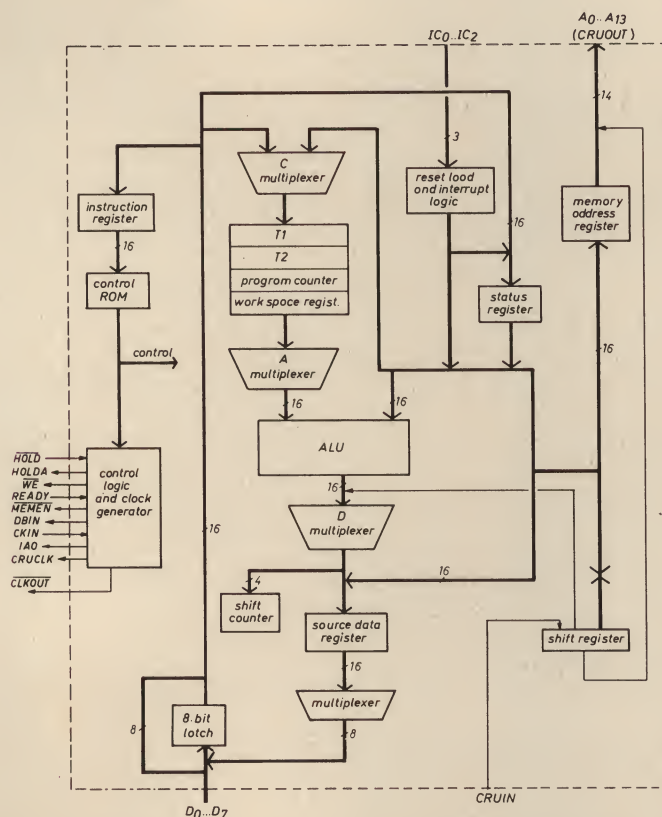 IC0..IC2
A0..A13
(CRUOUT)
14
3
C
multiplexer
reset load
and interrupt
logic
memory
address
register
instruction
register
16
T1
T2
program counter
work space regist.
16
control
ROM
status
register
control
A
multiplexer
16
16
16
ALU
HOLD
HOLDA
WE
READY
MEMEN
DBIN
CKIN
IAO
CRUCLK
CLKOUT
control
logic
and clock
generator
16
16
D
multiplexer
16
4
shift
counter
source data
register
shift register
16
multiplexer
8-bit
latch
8
8
CRUIN
D0...D7